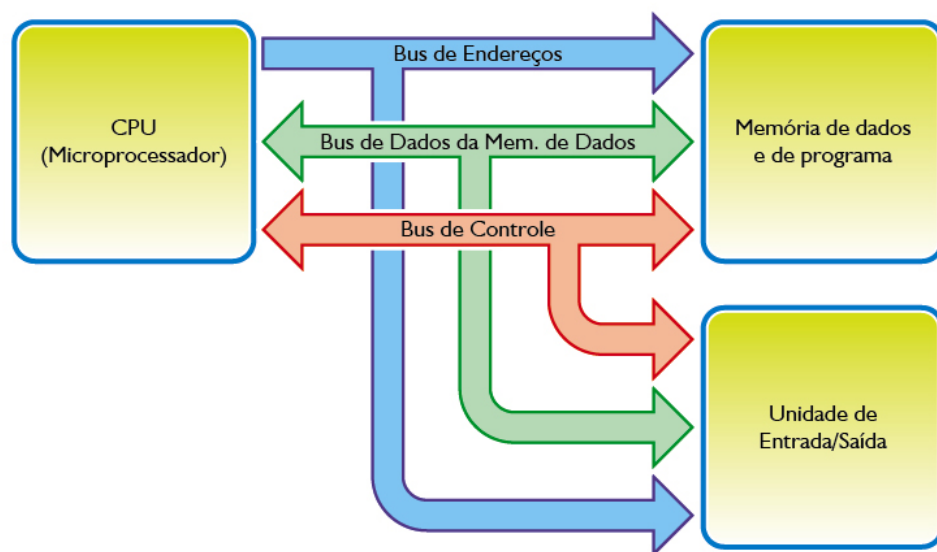 CPU
(Microprocessador)
Bus de Endereços
Bus de Dados da Mem. de Dados
Bus de Controle
Memória de dados
e de programa
Unidade de
Entrada/Saída